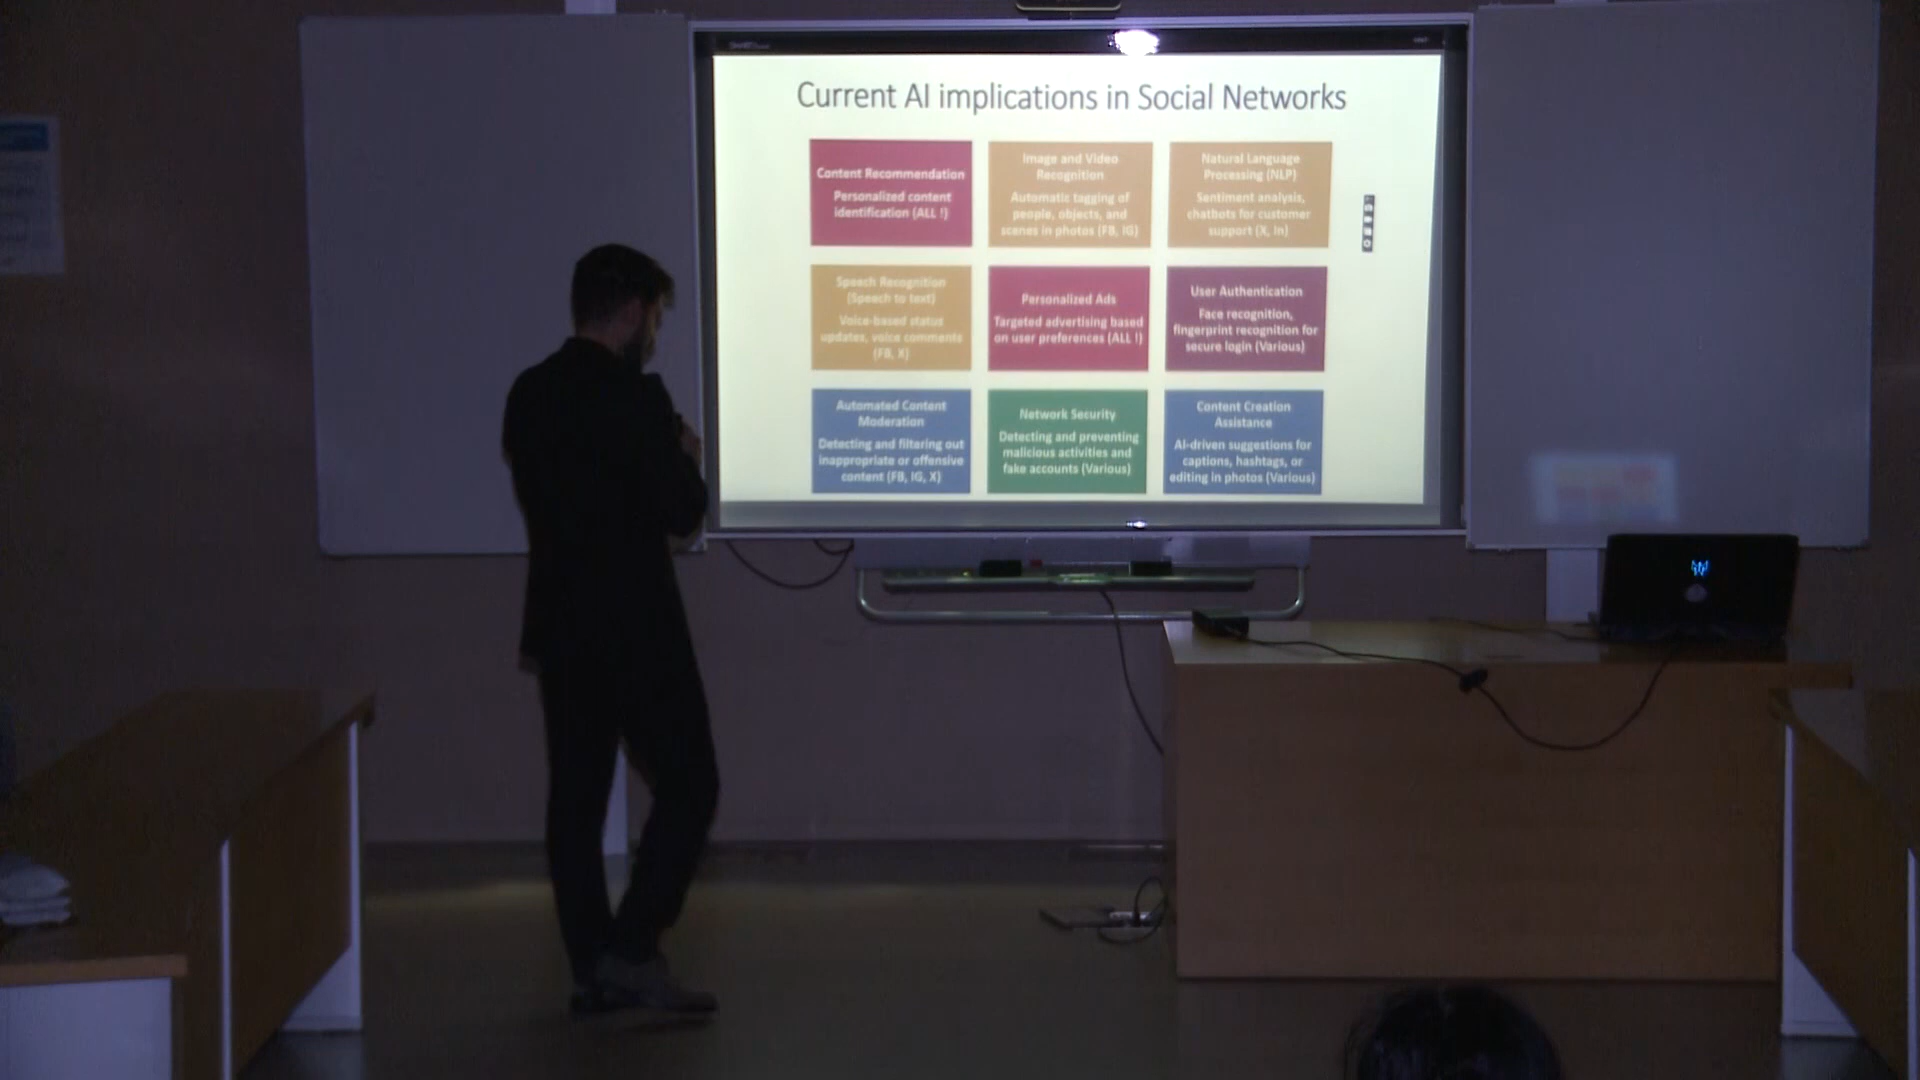 Current AI implications in Social Networks
Content Recommendation
Personalized content
identification (ALL !)
Image and Video
Recognition
Automatic tagging of
people, objects, and
scenes in photos (FB, IG)
Natural Language
Processing (NLP)
Sentiment analysis,
chatbots for customer
support (X, In)
Speech Recognition
(Speech to text)
Voice-based status
updates, voice comments
(FB, X)
Personalized Ads
Targeted advertising based
on user preferences (ALL !)
User Authentication
Face recognition,
fingerprint recognition for
secure login (Various)
Automated Content
Moderation
Detecting and filtering out
inappropriate or offensive
content (FB, IG, X)
Network Security
Detecting and preventing
malicious activities and
fake accounts (Various)
Content Creation
Assistance
AI-driven suggestions for
captions, hashtags, or
editing in photos (Various)